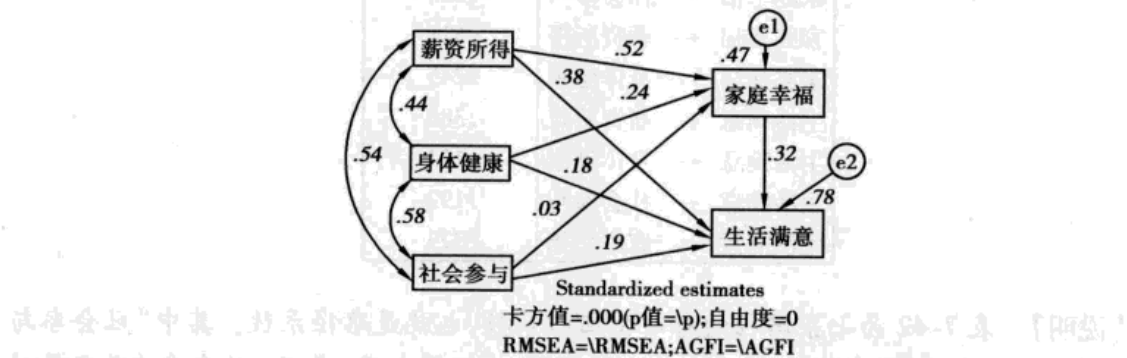 e1
薪资所得
.52
.47
.38
家庭幸福
.24
.44
.54
身体健康
.18
.32
e2
.78
.58
.03
生活满意
.19
社会参与
Standardized estimates
卡方值=.000(p值=\p);自由度=0
RMSEA=\RMSEA;AGFI=\AGFI